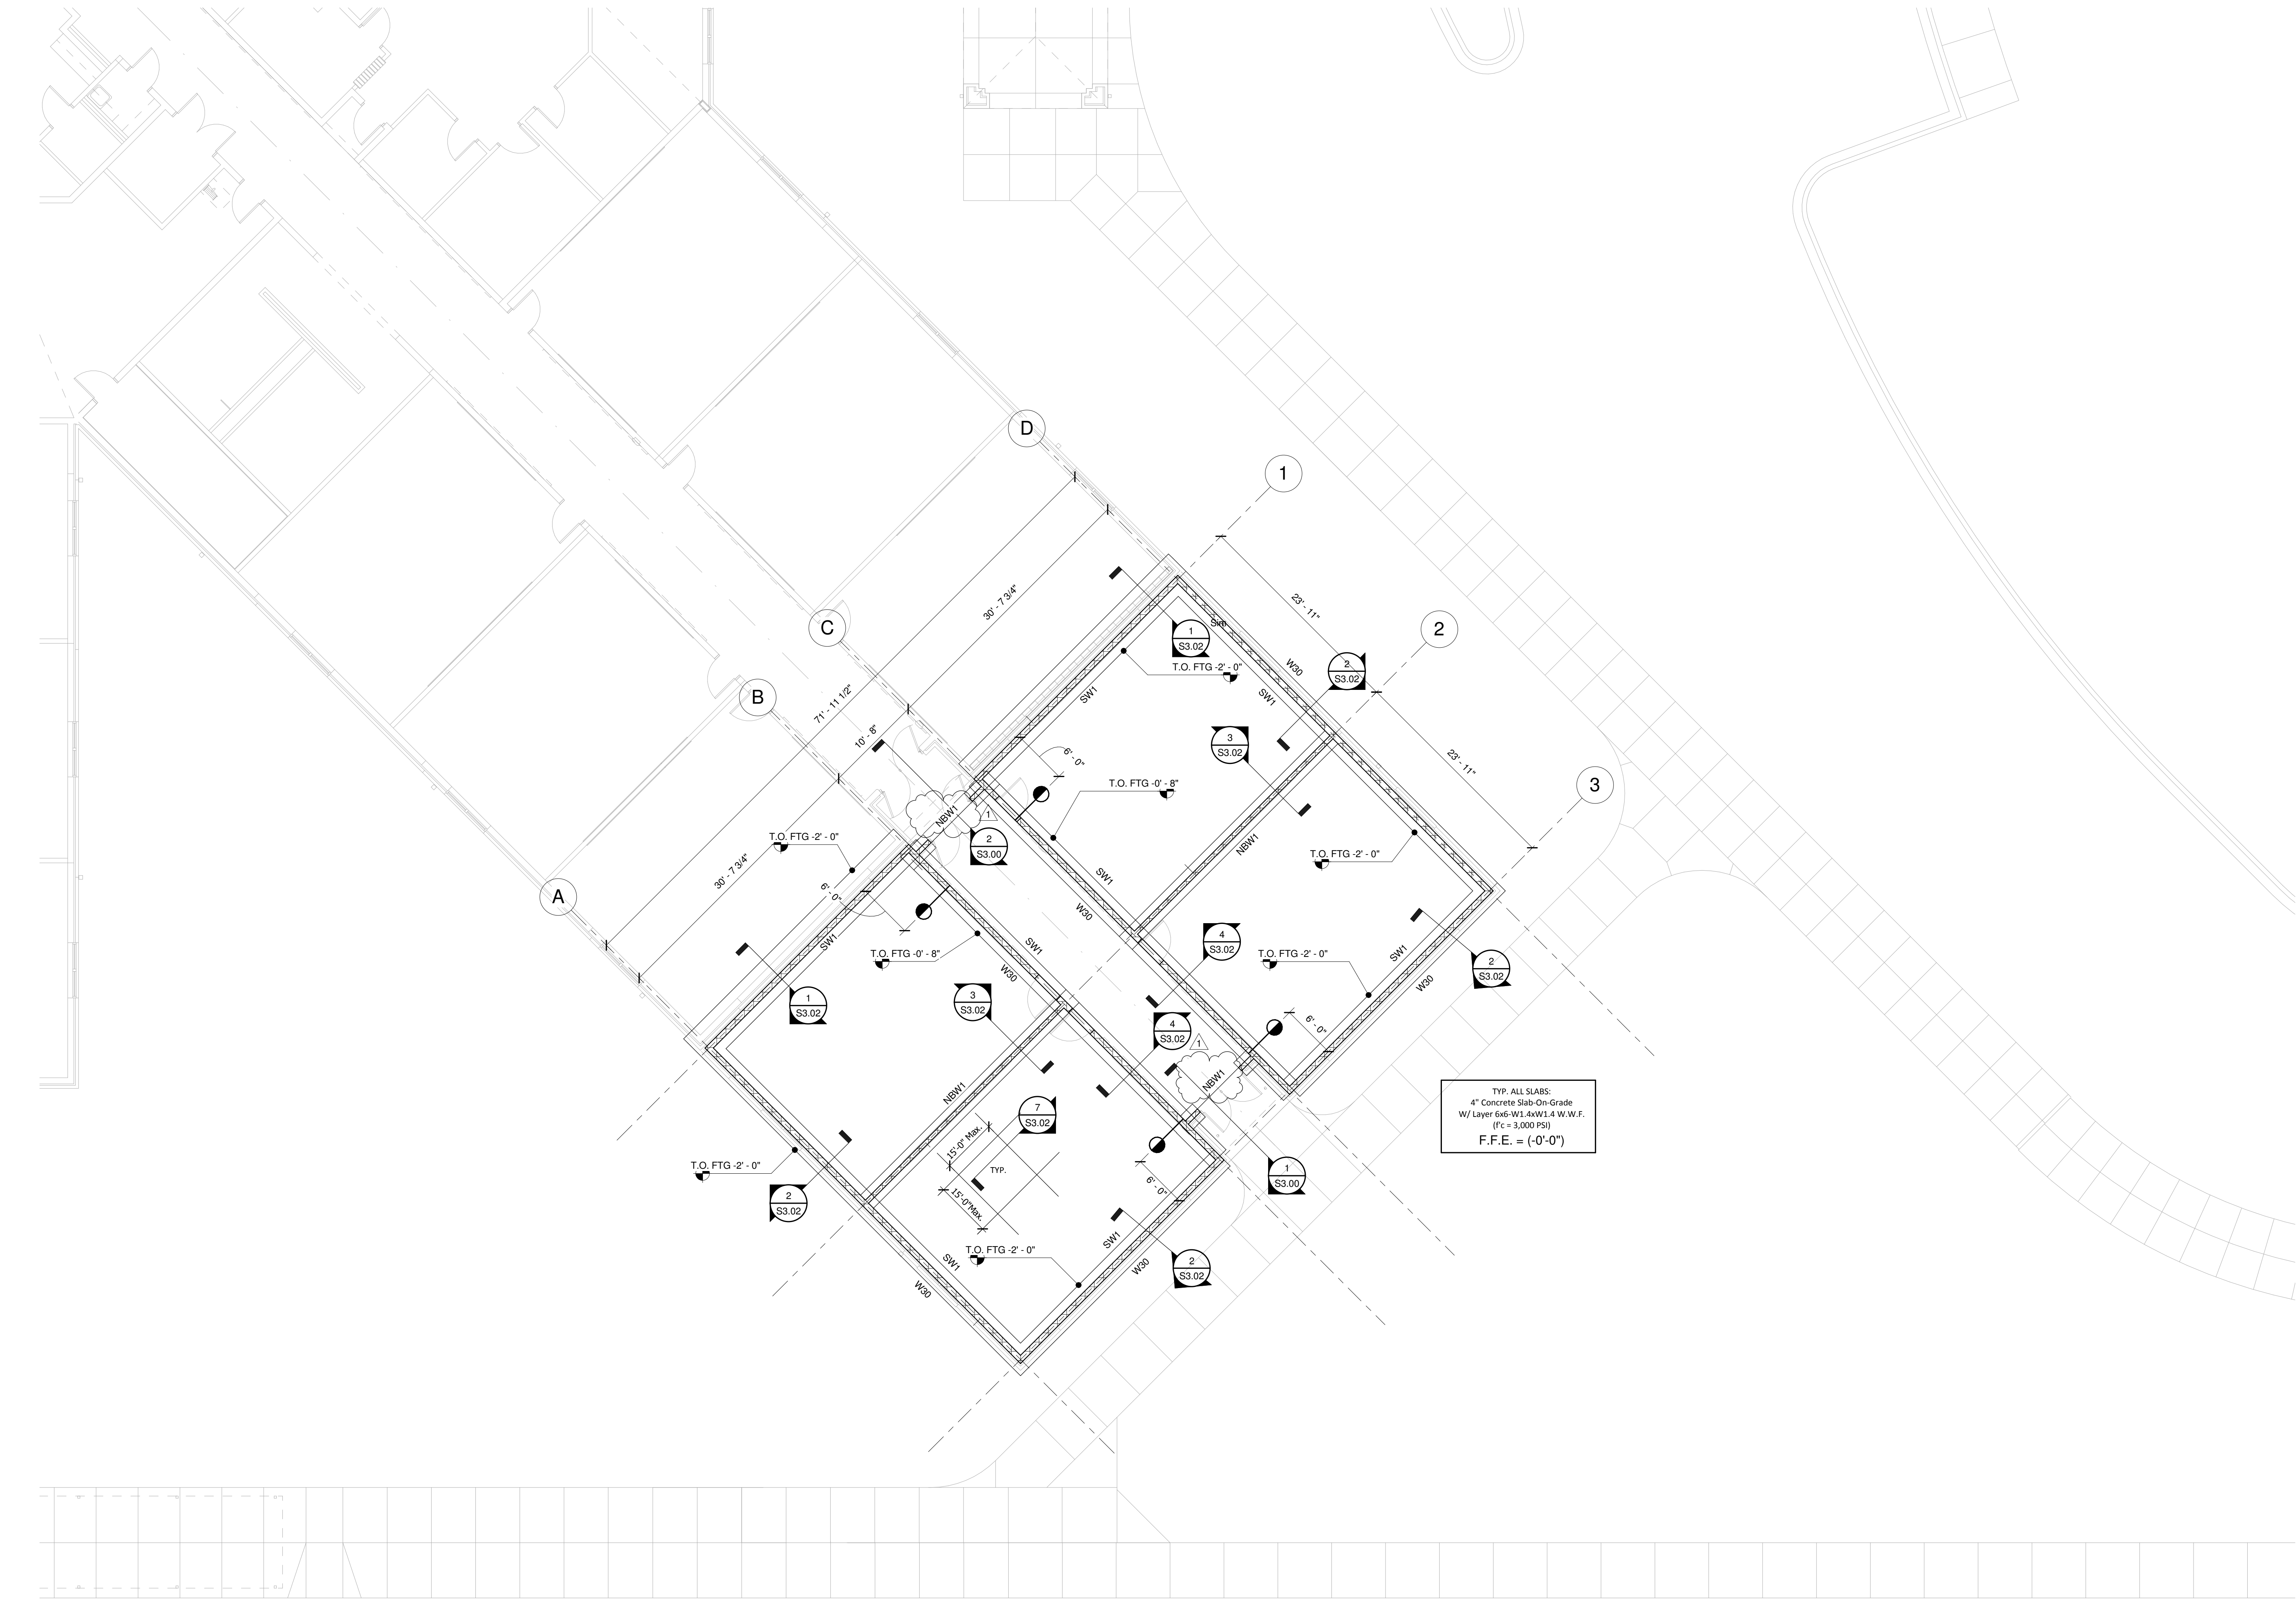 D
1
30' - 7 3/4"
23' - 11"
1
S3.02
Sim
C
2
T.O. FTG -2' - 0"
W30
2
S3.02
B
71' - 11 1/2"
SW1
SW1
10' - 8"
3
S3.02
6' - 0"
23' - 11"
3
T.O. FTG -0' - 8"
NBW1
1
T.O. FTG -2' - 0"
2
S3.00
NBW1
T.O. FTG -2' - 0"
30' - 7 3/4"
6' - 0"
A
SW1
W30
SW1
SW1
T.O. FTG -0' - 8"
W30
4
S3.02
T.O. FTG -2' - 0"
SW1
2
S3.02
W30
1
S3.02
3
S3.02
4
S3.02
1
6' - 0"
NBW1
NBW1
7
S3.02
15'-0" Max.
TYP.
15'-0"Max.
T.O. FTG -2' - 0"
2
S3.02
6' - 0"
1
S3.00
TYP. ALL SLABS:
4" Concrete Slab-On-Grade
W/ Layer 6x6-W1.4xW1.4 W.W.F.
(f'c = 3,000 PSI)
F.F.E. = (-0'-0")
T.O. FTG -2' - 0"
SW1
SW1
W30
W30
2
S3.02